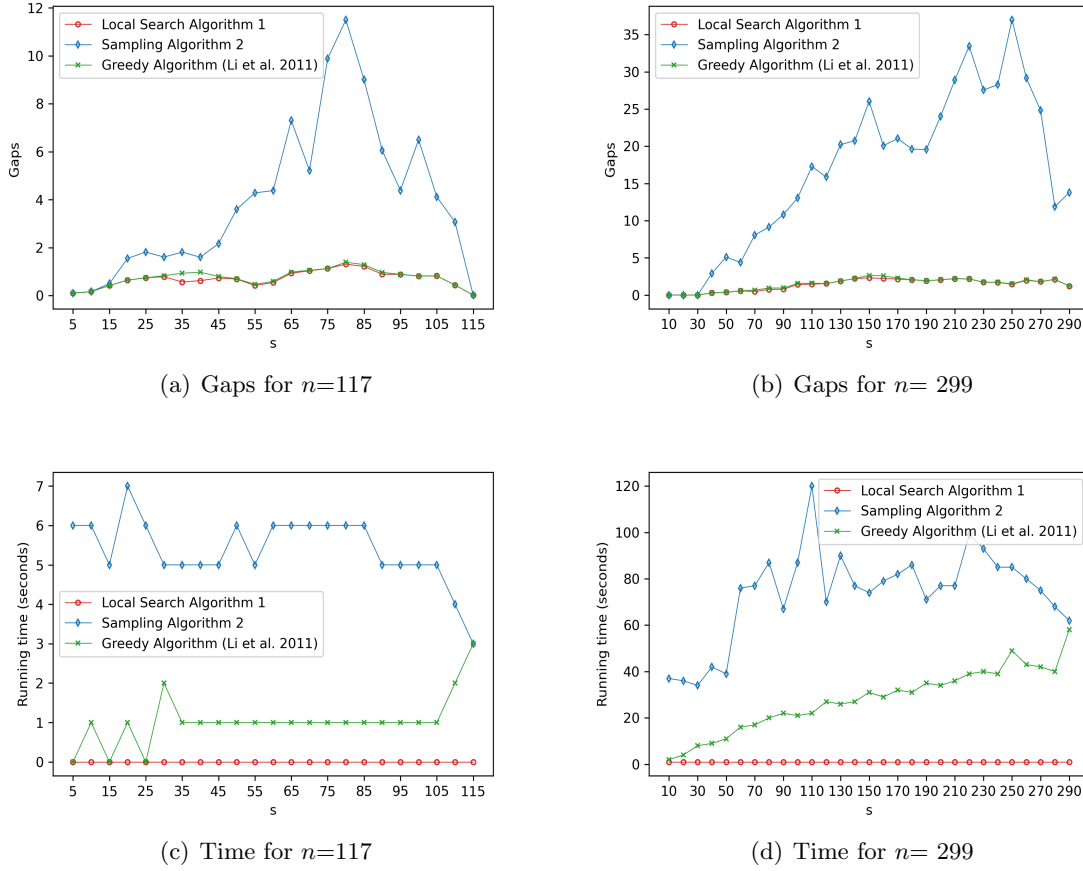 12
10
8
6
4
2
0
Gaps
Local Search Algorithm 1
Sampling Algorithm 2
Greedy Algorithm (Li et al. 2011)
5 15 25 35 45 55 65 75 85 95 105 115
s
(a) Gaps for n=117
35
30
25
20
15
10
5
0
Gaps
Local Search Algorithm 1
Sampling Algorithm 2
Greedy Algorithm (Li et al. 2011)
10 30 50 70 90 110 130 150 170 190 210 230 250 270 290
s
(b) Gaps for n= 299
7
6
5
4
3
2
1
0
Running time (seconds)
Local Search Algorithm 1
Sampling Algorithm 2
Greedy Algorithm (Li et al. 2011)
5 15 25 35 45 55 65 75 85 95 105 115
s
(c) Time for n=117
120
100
80
60
40
20
0
Running time (seconds)
Local Search Algorithm 1
Sampling Algorithm 2
Greedy Algorithm (Li et al. 2011)
10 30 50 70 90 110 130 150 170 190 210 230 250 270 290
s
(d) Time for n= 299